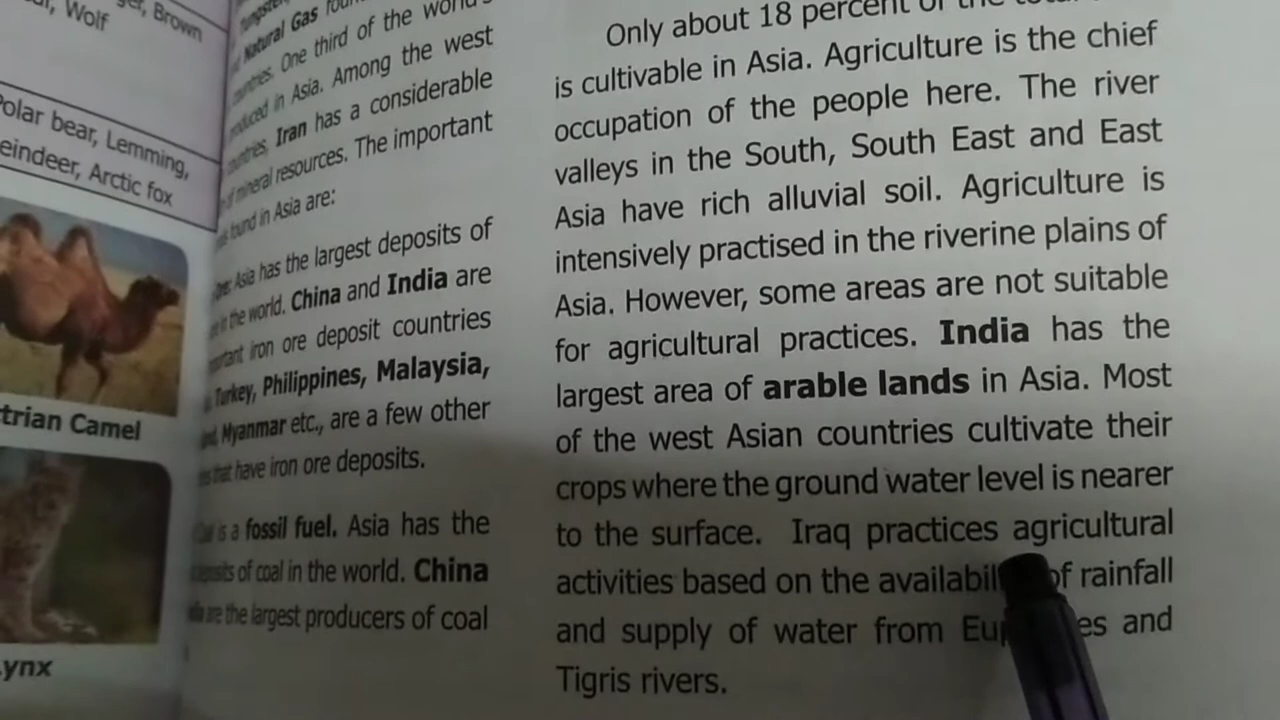 Wolf
Brown
Polar bear, Lemming,
Arctic fox
trian Camel
ynx
Natural Gas
One third of the world's
in Asia. Among the west
Iran has a considerable
of mineral resources. The important
found in Asia are:
Asia has the largest deposits of
in the world. China and India are
iron ore deposit countries
Turkey, Philippines, Malaysia,
Myanmar etc., are a few other
that have iron ore deposits.
is a fossil fuel. Asia has the
of coal in the world. China
are the largest producers of coal
Only about 18 percent of the
is cultivable in Asia. Agriculture is the chief
occupation of the people here. The river
valleys in the South, South East and East
Asia have rich alluvial soil. Agriculture is
intensively practised in the riverine plains of
Asia. However, some areas are not suitable
for agricultural practices. India has the
largest area of arable lands in Asia. Most
of the west Asian countries cultivate their
crops where the ground water level is nearer
to the surface. Iraq practices agricultural
activities based on the availabil of rainfall
and supply of water from Eup es and
Tigris rivers.